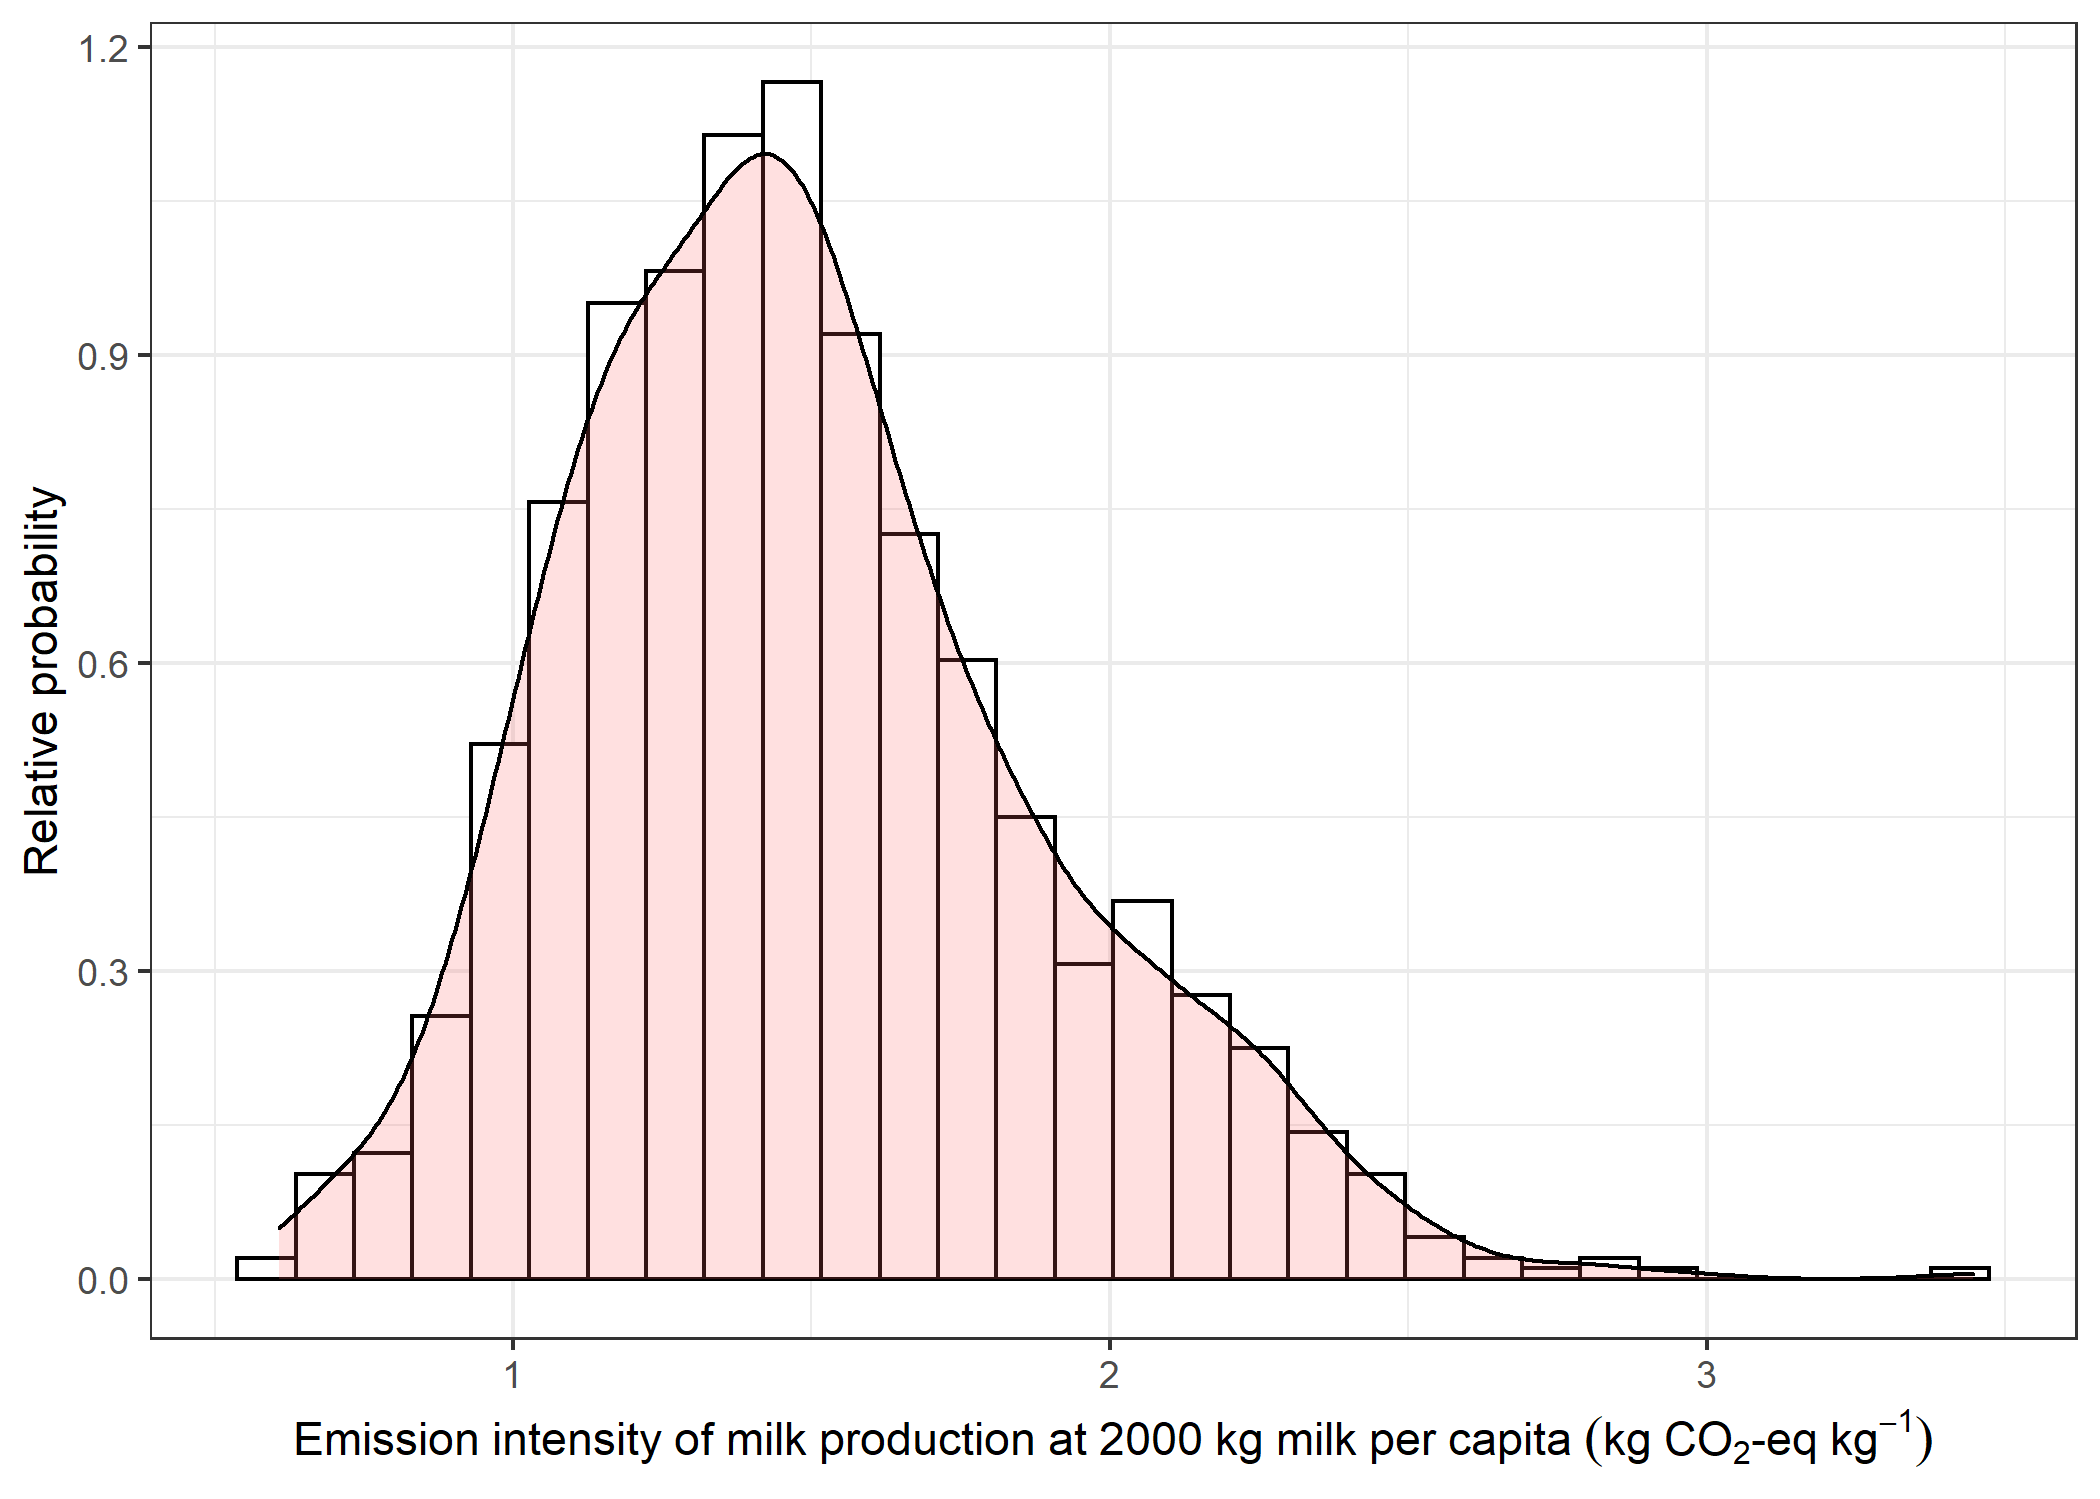 1.2
0.9
0.6
0.3
0.0
Relative probability
1 2 3
Emission intensity of milk production at 2000 kg milk per capita (kg CO₂-eq kg⁻¹)